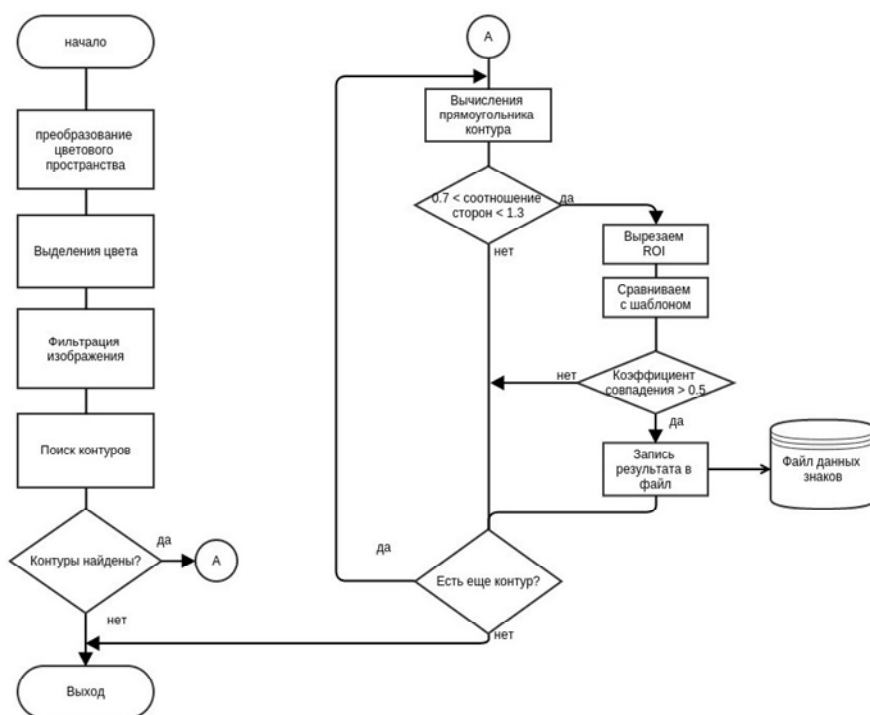 начало
преобразование
цветового
пространства
Выделения цвета
Фильтрация
изображения
Поиск контуров
Контуры найдены?
да
А
нет
Выход
А
Вычисления
прямоугольника
контура
0.7 < соотношение
сторон < 1.3
да
нет
Вырезаем
ROI
Сравниваем
с шаблоном
Коэффициент
совпадения > 0.5
нет
да
Запись
результата в
файл
Файл данных
знаков
Есть еще контур?
да
нет